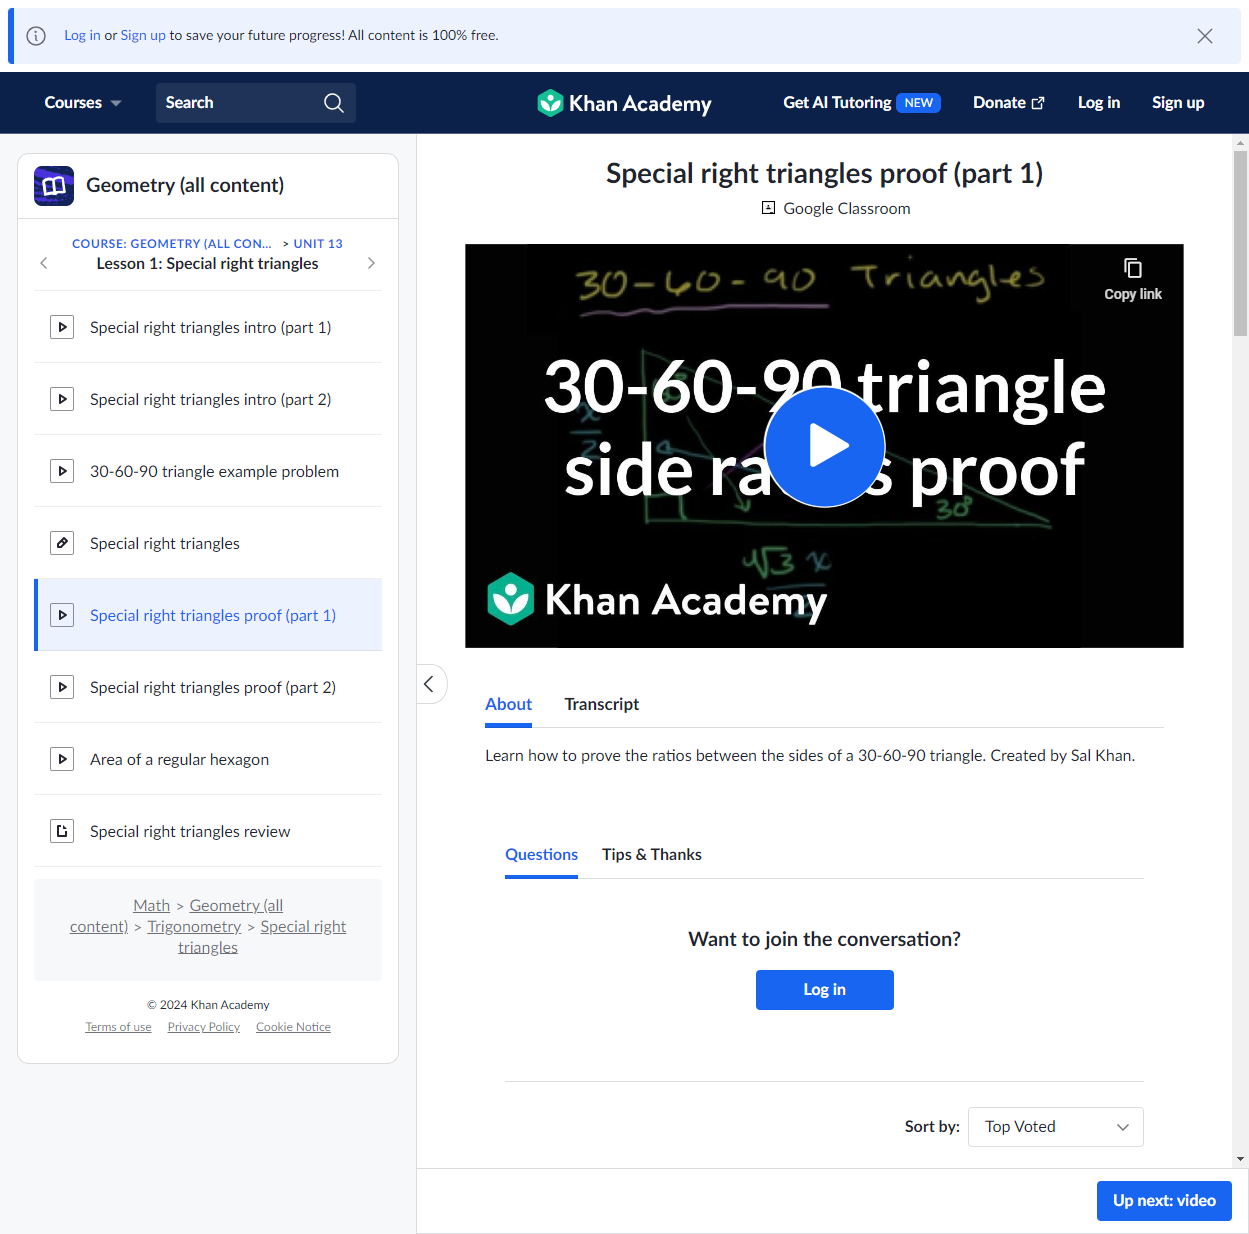 Log in or Sign up to save your future progress! All content is 100% free.
Courses
Search
Khan Academy
Get AI Tutoring NEW
Donate
Log in
Sign up
Geometry (all content)
COURSE: GEOMETRY (ALL CON... > UNIT 13
Lesson 1: Special right triangles
Special right triangles intro (part 1)
Special right triangles intro (part 2)
30-60-90 triangle example problem
Special right triangles
Special right triangles proof (part 1)
Special right triangles proof (part 2)
Area of a regular hexagon
Special right triangles review
Math > Geometry (all
content) > Trigonometry > Special right
triangles
© 2024 Khan Academy
Terms of use Privacy Policy Cookie Notice
Special right triangles proof (part 1)
Google Classroom
30-60-90 Triangles
Copy link
30-60-90 triangle
side ra s proof
30°
√3 x
Khan Academy
About
Transcript
Learn how to prove the ratios between the sides of a 30-60-90 triangle. Created by Sal Khan.
Questions
Tips & Thanks
Want to join the conversation?
Log in
Sort by:
Top Voted
Up next: video